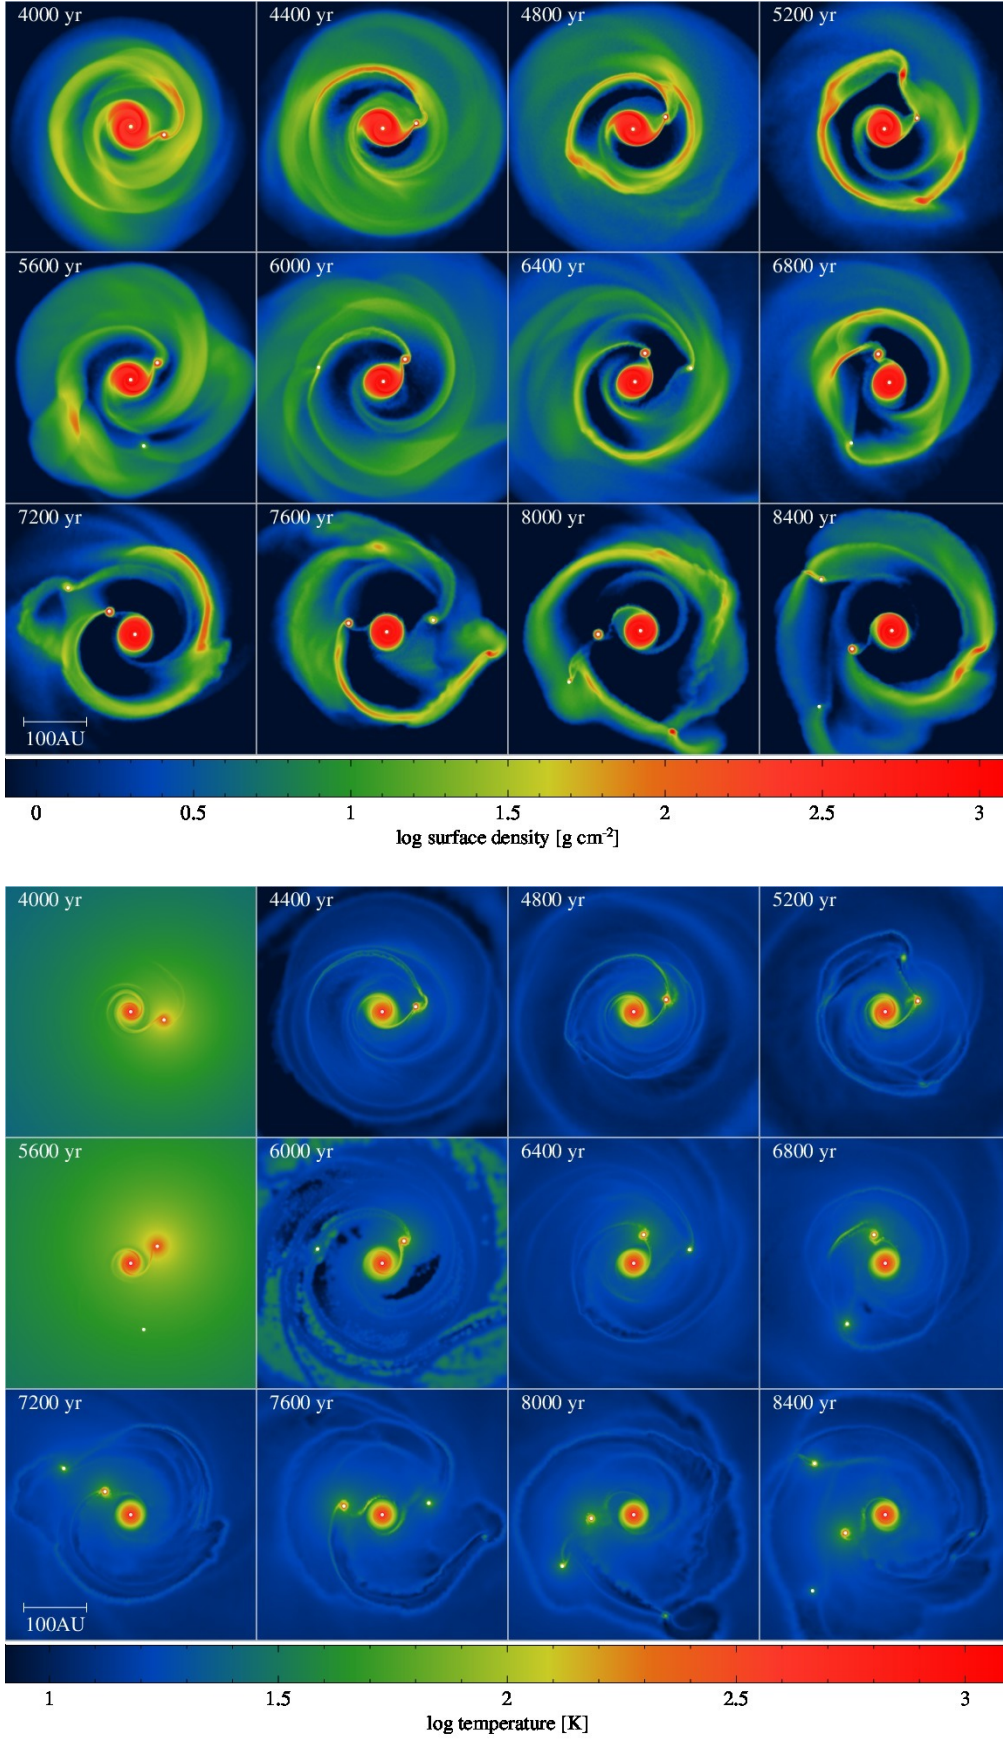 4000 yr 4400 yr 4800 yr 5200 yr
5600 yr 6000 yr 6400 yr 6800 yr
7200 yr 7600 yr 8000 yr 8400 yr
100AU
0 0.5 1 1.5 2 2.5 3
log surface density [g cm⁻²]
4000 yr 4400 yr 4800 yr 5200 yr
5600 yr 6000 yr 6400 yr 6800 yr
7200 yr 7600 yr 8000 yr 8400 yr
100AU
1 1.5 2 2.5 3
log temperature [K]